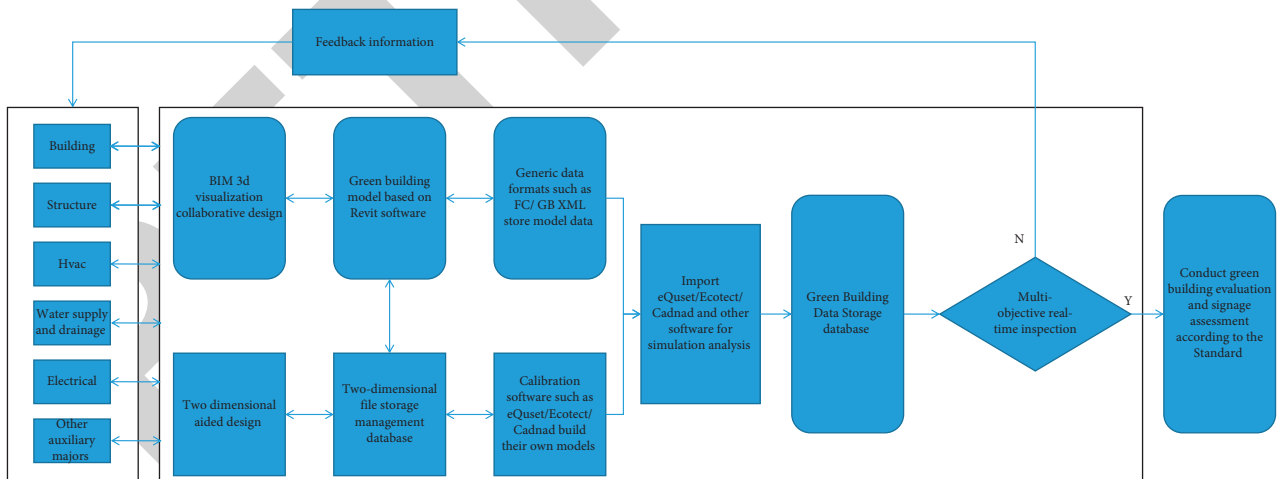 Feedback information
Building
Structure
Hvac
Water supply
and drainage
Electrical
Other
auxiliary
majors
BIM 3d
visualization
collaborative
design
Green building
model based on
Revit software
Generic data
formats such as
FC/ GB XML
store model data
Two dimensional
aided design
Two-dimensional
file storage
management
database
Calibration
software such as
eQuset/Ecotect/
Cadnad build
their own models
Import
eQuset/Ecotect/
Cadnad and other
software for
simulation analysis
Green Building
Data Storage
database
N
Multi-
objective real-
time inspection
Y
Conduct green
building evaluation
and signage
assessment
according to the
Standard